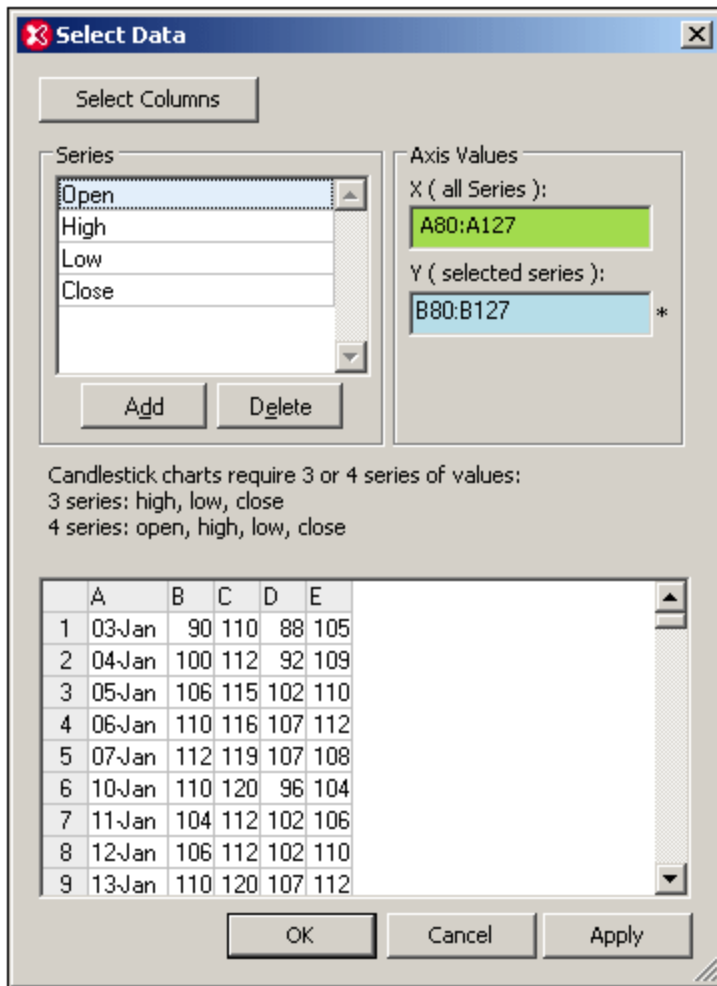 Select Data
Select Columns
Series
Open
High
Low
Close
Add Delete
Axis Values
X ( all Series ):
A80:A127
Y ( selected series ):
B80:B127 *
Candlestick charts require 3 or 4 series of values:
3 series: high, low, close
4 series: open, high, low, close
A B C D E
1 03-Jan 90 110 88 105
2 04-Jan 100 112 92 109
3 05-Jan 106 115 102 110
4 06-Jan 110 116 107 112
5 07-Jan 112 119 107 108
6 10-Jan 110 120 96 104
7 11-Jan 104 112 102 106
8 12-Jan 106 112 102 110
9 13-Jan 110 120 107 112
OK Cancel Apply